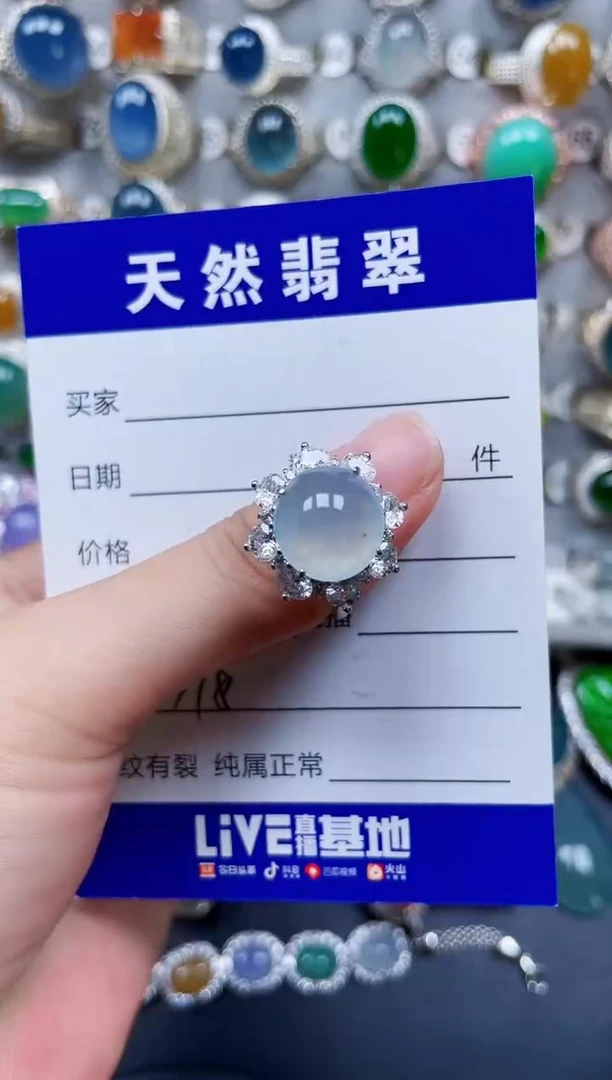 天然翡翠
买家
日期
件
价格
播
118
纹有裂 纯属正常
LiVE直播基地
今日头条 抖音 西瓜视频 火山